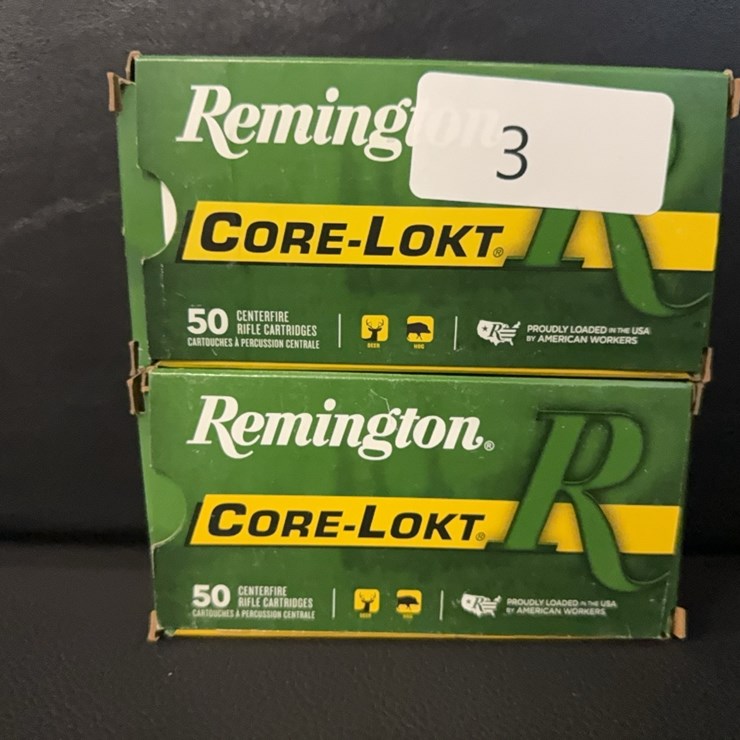 Remington
3
CORE-LOKT®
50 CENTERFIRE
RIFLE CARTRIDGES
CARTOUCHES À PERCUSSION CENTRALE
DEER
HOG
R
PROUDLY LOADED IN THE USA
BY AMERICAN WORKERS
Remington®
R
CORE-LOKT®
50 CENTERFIRE
RIFLE CARTRIDGES
CARTOUCHES À PERCUSSION CENTRALE
DEER
HOG
R
PROUDLY LOADED IN THE USA
BY AMERICAN WORKERS